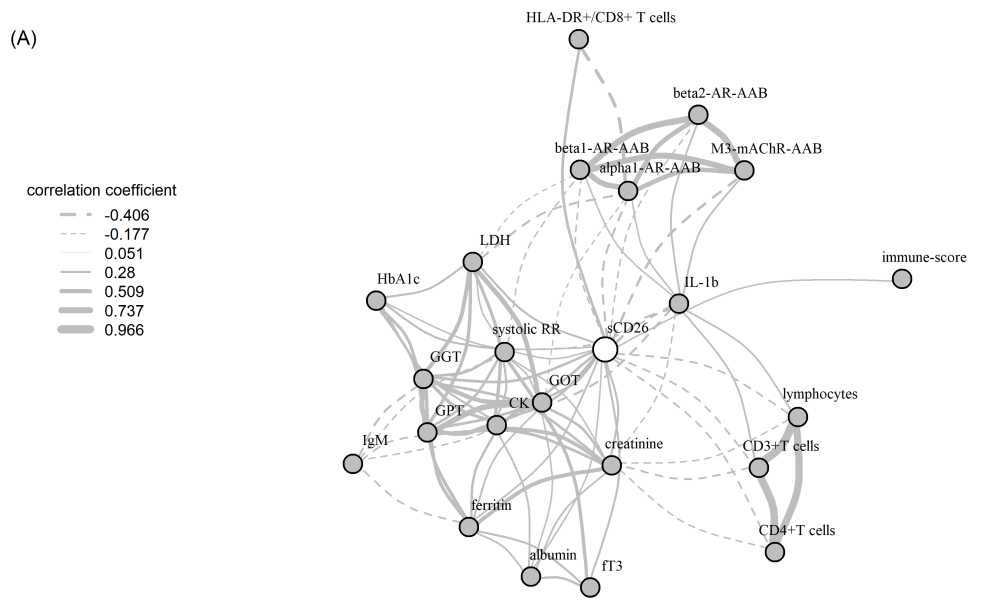 HLA-DR+/CD8+ T cells
(A)
beta2-AR-AAB
beta1-AR-AAB
M3-mAChR-AAB
alpha1-AR-AAB
correlation coefficient
-0.406
-0.177
0.051
0.28
0.509
0.737
0.966
LDH
immune-score
HbA1c
IL-1b
systolic RR
sCD26
GGT
GOT
lymphocytes
GPT
CK
IgM
creatinine
CD3+T cells
ferritin
CD4+T cells
albumin
fT3